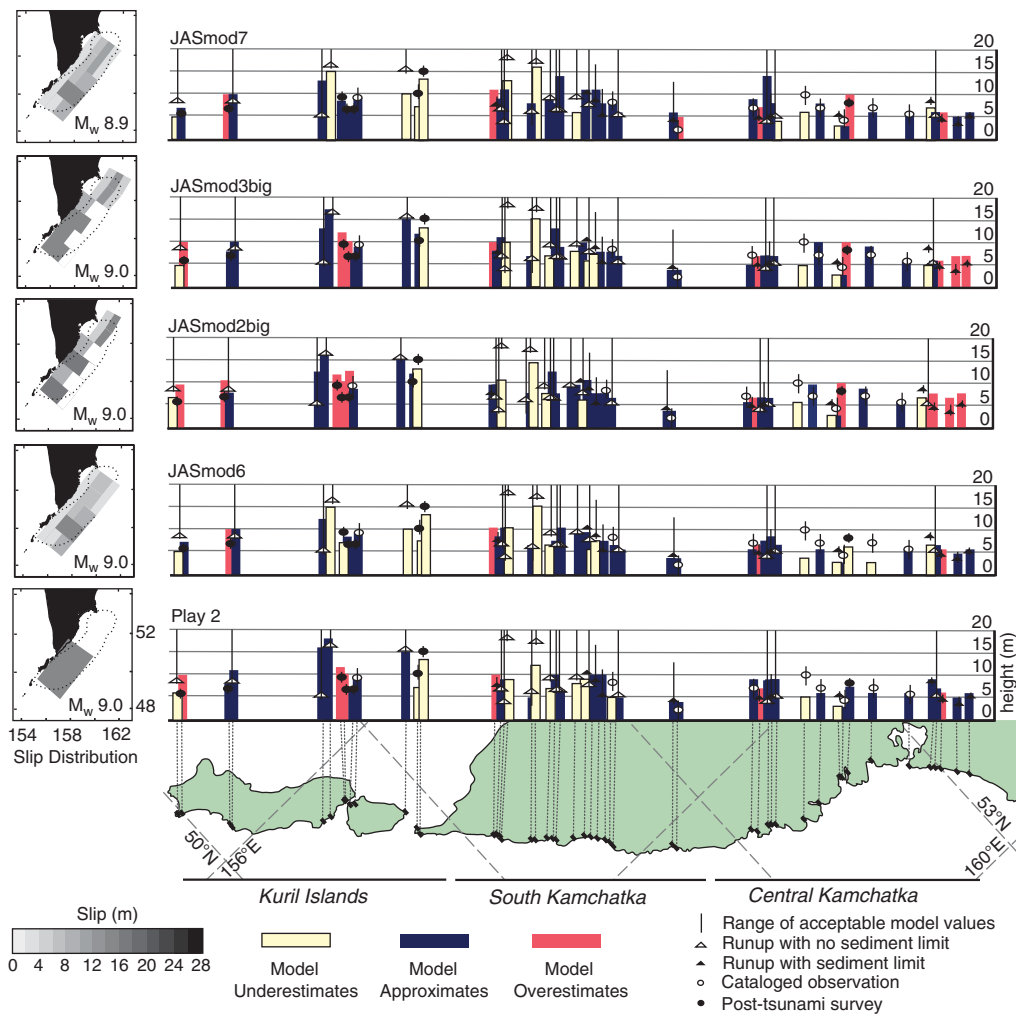 JASmod7
20
15
10
5
0
Mw 8.9
JASmod3big
20
15
10
5
0
Mw 9.0
JASmod2big
20
15
10
5
0
Mw 9.0
JASmod6
20
15
10
5
0
Mw 9.0
Play 2
20
15
10
5
0
height (m)
52
48
Mw 9.0
154 158 162
Slip Distribution
50°N
156°E
53°N
160°E
Kuril Islands
South Kamchatka
Central Kamchatka
Slip (m)
0 4 8 12 16 20 24 28
Model Underestimates
Model Approximates
Model Overestimates
Range of acceptable model values
Runup with no sediment limit
Runup with sediment limit
Cataloged observation
Post-tsunami survey